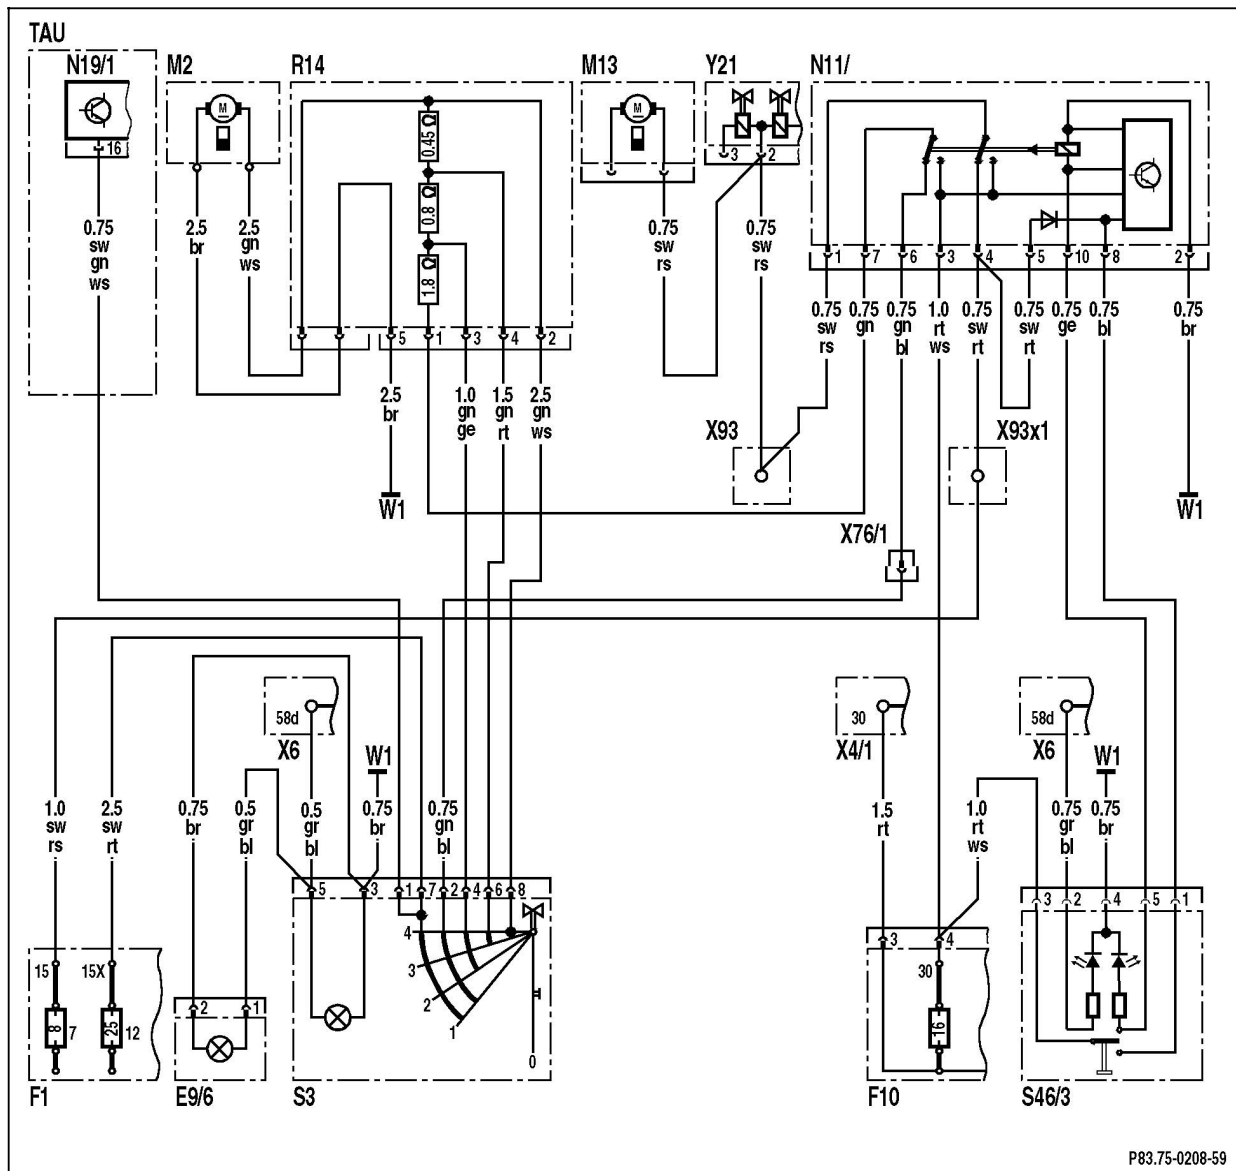 TAU
N19/1
M2
R14
M13
Y21
N11/
M
M
0.45 Ω
0.8 Ω
1.8 Ω
16
3
2
1
7
6
3
4
5
10
8
2
5
1
3
4
2
0.75
sw
gn
ws
2.5
br
2.5
gn
ws
0.75
sw
rs
0.75
sw
rs
0.75
sw
rs
0.75
gn
0.75
gn
bl
1.0
rt
ws
0.75
sw
rt
0.75
sw
rt
0.75
ge
0.75
bl
0.75
br
2.5
br
1.0
gn
ge
1.5
gn
rt
2.5
gn
ws
X93
X93x1
W1
W1
X76/1
58d
X6
30
X4/1
58d
X6
W1
W1
1.0
sw
rs
2.5
sw
rt
0.75
br
0.5
gr
bl
0.5
gr
bl
0.75
br
0.75
gn
bl
1.5
rt
1.0
rt
ws
0.75
gr
bl
0.75
br
5
3
1
7
2
4
6
8
3
2
4
5
1
4
3
2
1
0
3
4
15
15X
30
8
7
25
12
2
1
16
F1
E9/6
S3
F10
S46/3
P83.75-0208-59